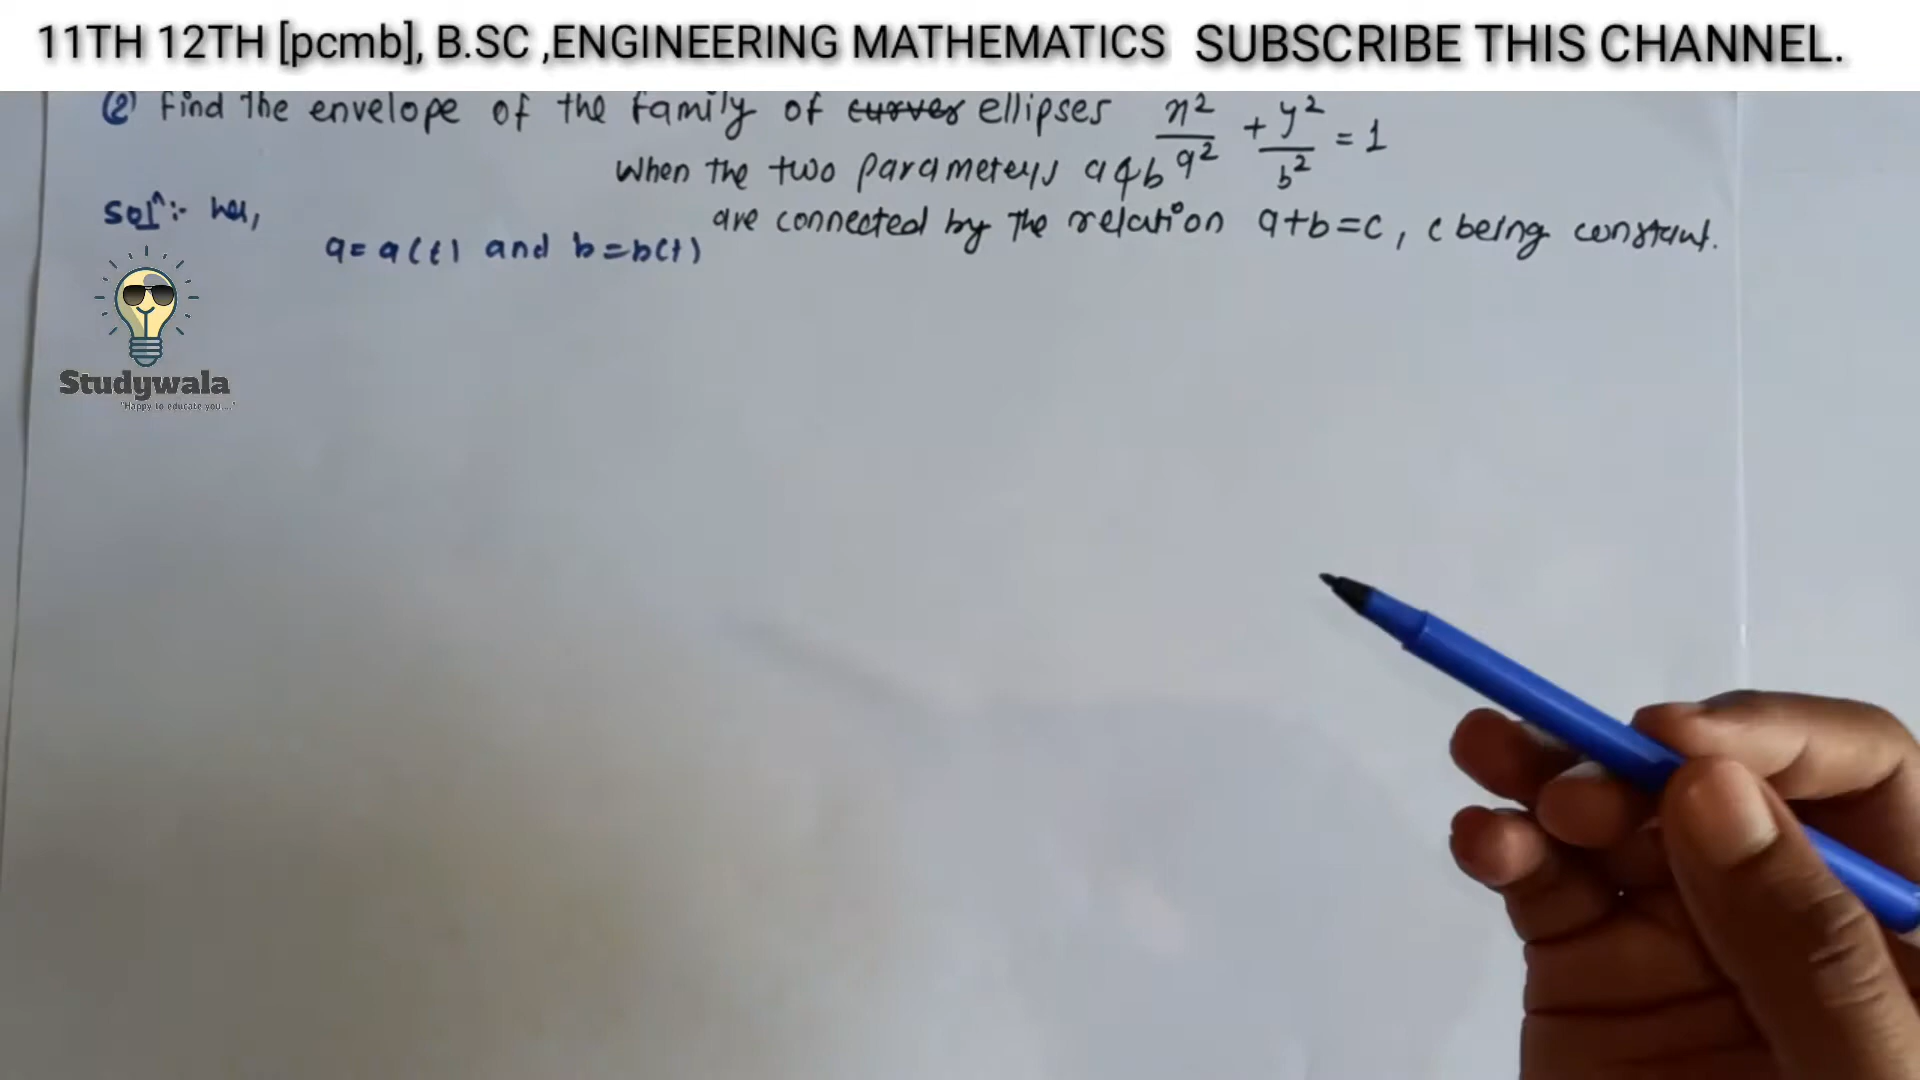 11TH 12TH [pcmb], B.SC ,ENGINEERING MATHEMATICS SUBSCRIBE THIS CHANNEL.
(2) Find the envelope of the family of curves ellipses x²/a² + y²/b² = 1
When the two parameters a & b
are connected by the relation a+b=c, c being constant.
Solⁿ:-
a = a(t) and b=b(t)
Studywala
"Happy to educate you...."